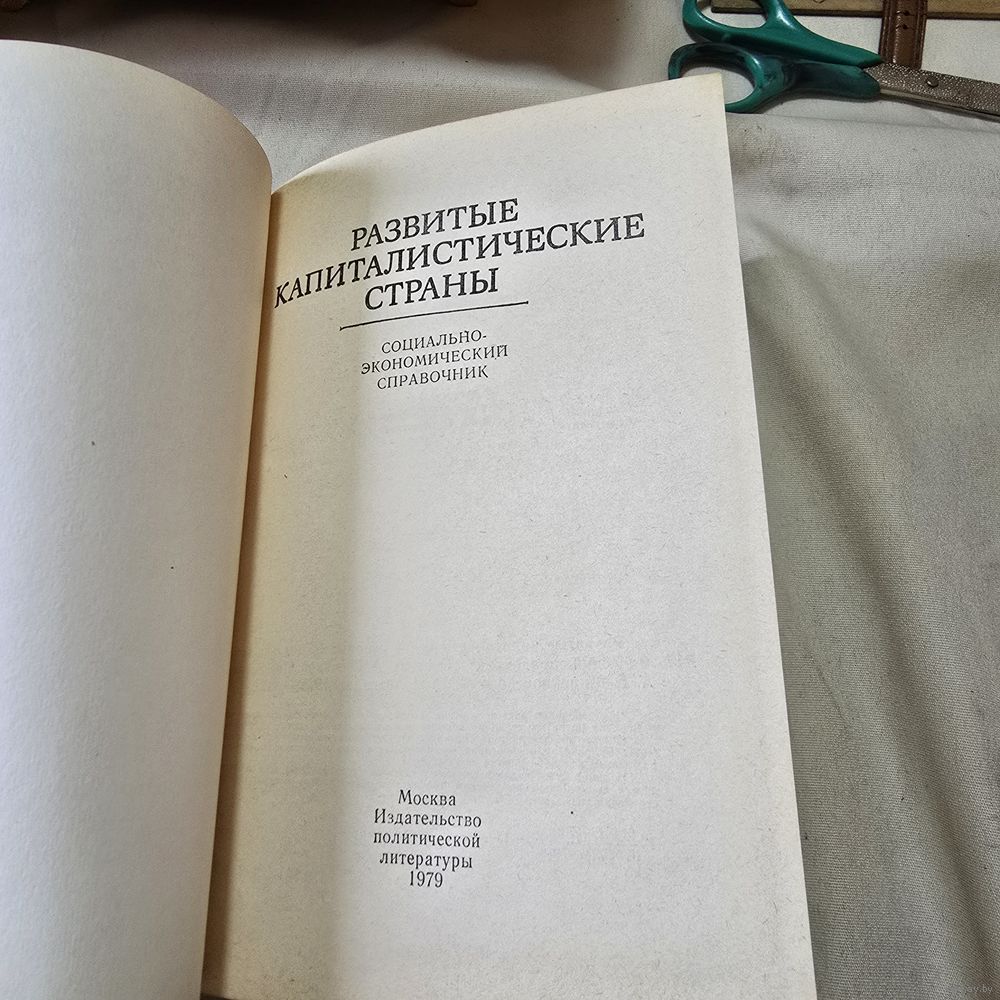 РАЗВИТЫЕ
КАПИТАЛИСТИЧЕСКИЕ
СТРАНЫ
СОЦИАЛЬНО-
ЭКОНОМИЧЕСКИЙ
СПРАВОЧНИК
Москва
Издательство
политической
литературы
1979